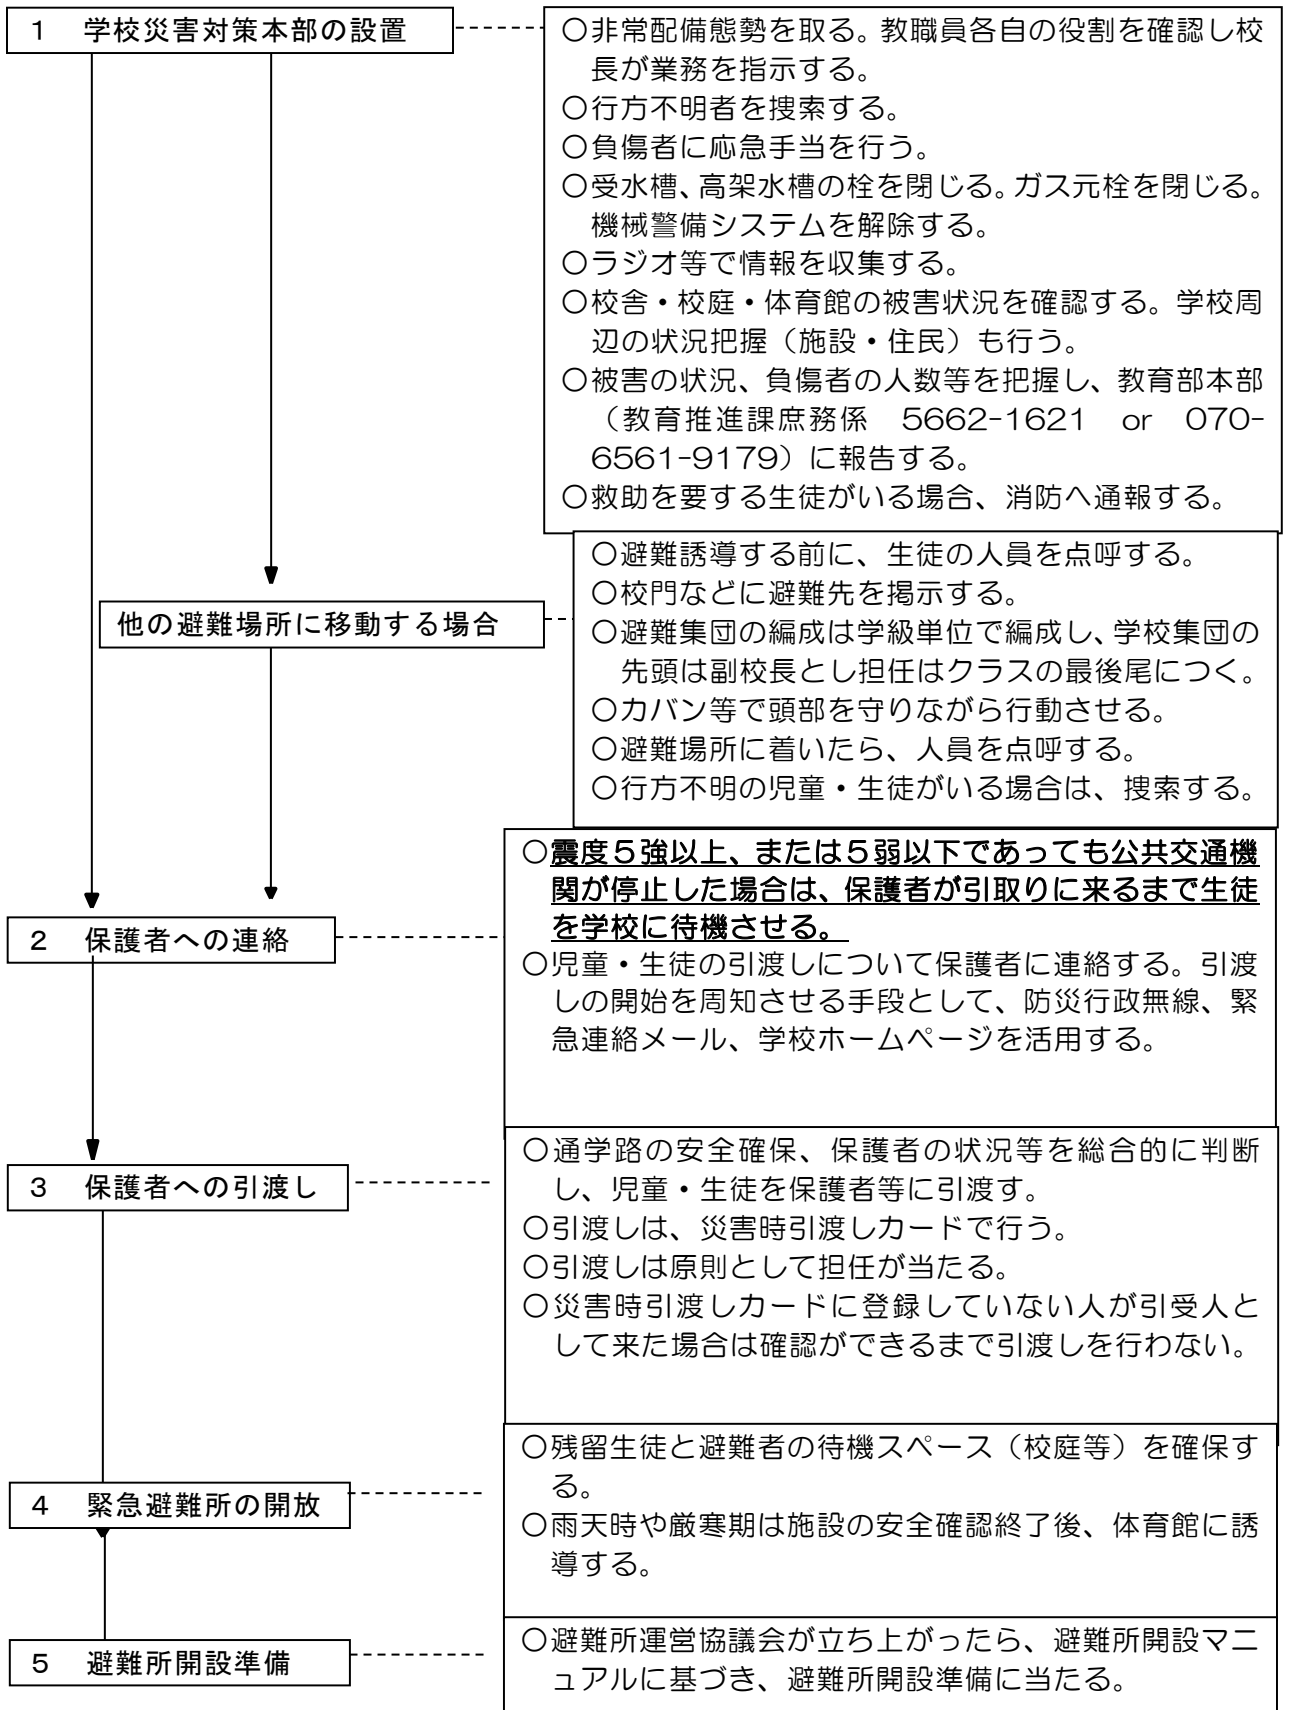 １　学校災害対策本部の設置
○非常配備態勢を取る。教職員各自の役割を確認し校
長が業務を指示する。
○行方不明者を捜索する。
○負傷者に応急手当を行う。
○受水槽、高架水槽の栓を閉じる。ガス元栓を閉じる。
機械警備システムを解除する。
○ラジオ等で情報を収集する。
○校舎・校庭・体育館の被害状況を確認する。学校周
辺の状況把握（施設・住民）も行う。
○被害の状況、負傷者の人数等を把握し、教育部本部
（教育推進課庶務係　5662-1621　or　070-
6561-9179）に報告する。
○救助を要する生徒がいる場合、消防へ通報する。
他の避難場所に移動する場合
○避難誘導する前に、生徒の人員を点呼する。
○校門などに避難先を掲示する。
○避難集団の編成は学級単位で編成し、学校集団の
先頭は副校長とし担任はクラスの最後尾につく。
○カバン等で頭部を守りながら行動させる。
○避難場所に着いたら、人員を点呼する。
○行方不明の児童・生徒がいる場合は、捜索する。
２　保護者への連絡
○震度５強以上、または５弱以下であっても公共交通機
関が停止した場合は、保護者が引取りに来るまで生徒
を学校に待機させる。
○児童・生徒の引渡しについて保護者に連絡する。引渡
しの開始を周知させる手段として、防災行政無線、緊
急連絡メール、学校ホームページを活用する。
３　保護者への引渡し
○通学路の安全確保、保護者の状況等を総合的に判断
し、児童・生徒を保護者等に引渡す。
○引渡しは、災害時引渡しカードで行う。
○引渡しは原則として担任が当たる。
○災害時引渡しカードに登録していない人が引受人と
して来た場合は確認ができるまで引渡しを行わない。
４　緊急避難所の開放
○残留生徒と避難者の待機スペース（校庭等）を確保す
る。
○雨天時や厳寒期は施設の安全確認終了後、体育館に誘
導する。
５　避難所開設準備
○避難所運営協議会が立ち上がったら、避難所開設マニ
ュアルに基づき、避難所開設準備に当たる。